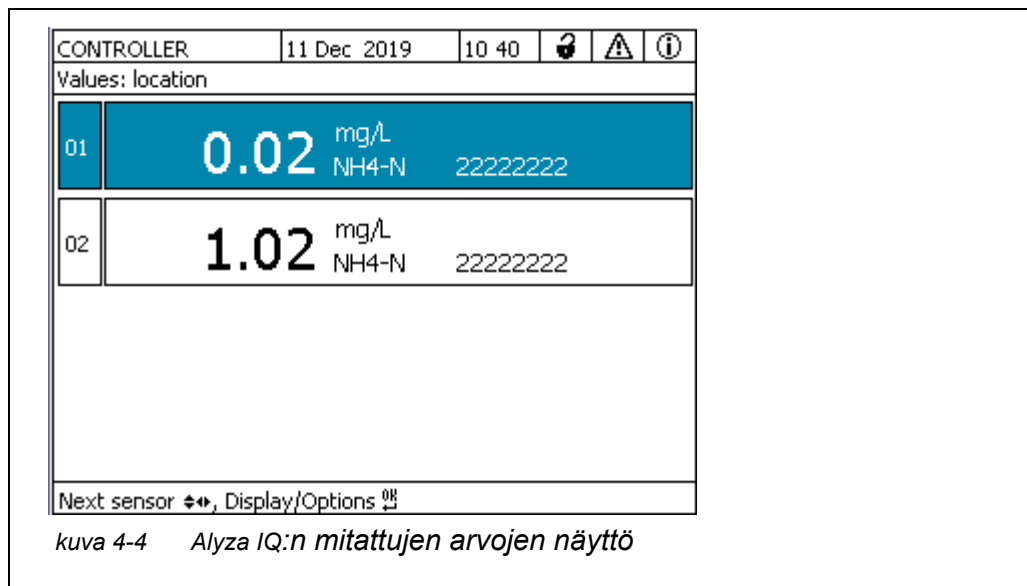 CONTROLLER 11 Dec 2019 10 40
Values: location
01 0.02 mg/L
NH4-N 22222222
02 1.02 mg/L
NH4-N 22222222
Next sensor , Display/Options OK
kuva 4-4 Alyza IQ:n mitattujen arvojen näyttö